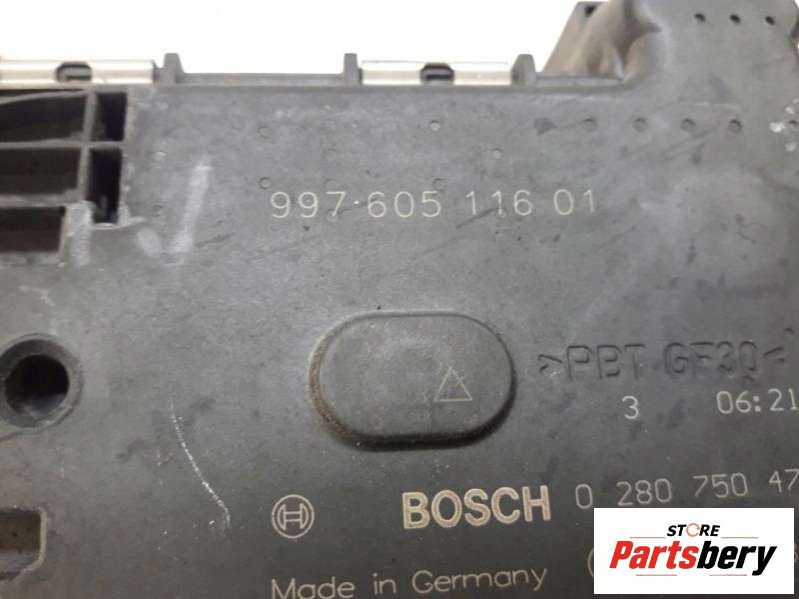 997·605 116 01
>PBT GF30<
3 06:21
BOSCH 0 280 750 47
Made in Germany
STORE
Partsbery